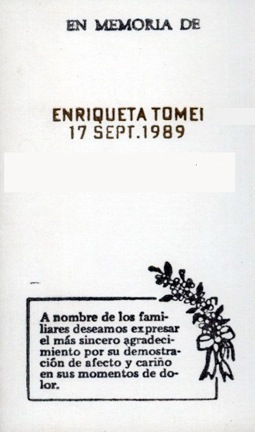 EN MEMORIA DE
ENRIQUETA TOMEI
17 SEPT.1989
A nombre de los fami-
liares deseamos expresar
el más sincero agradeci-
miento por su demostra-
ción de afecto y cariño
en sus momentos de do-
lor.